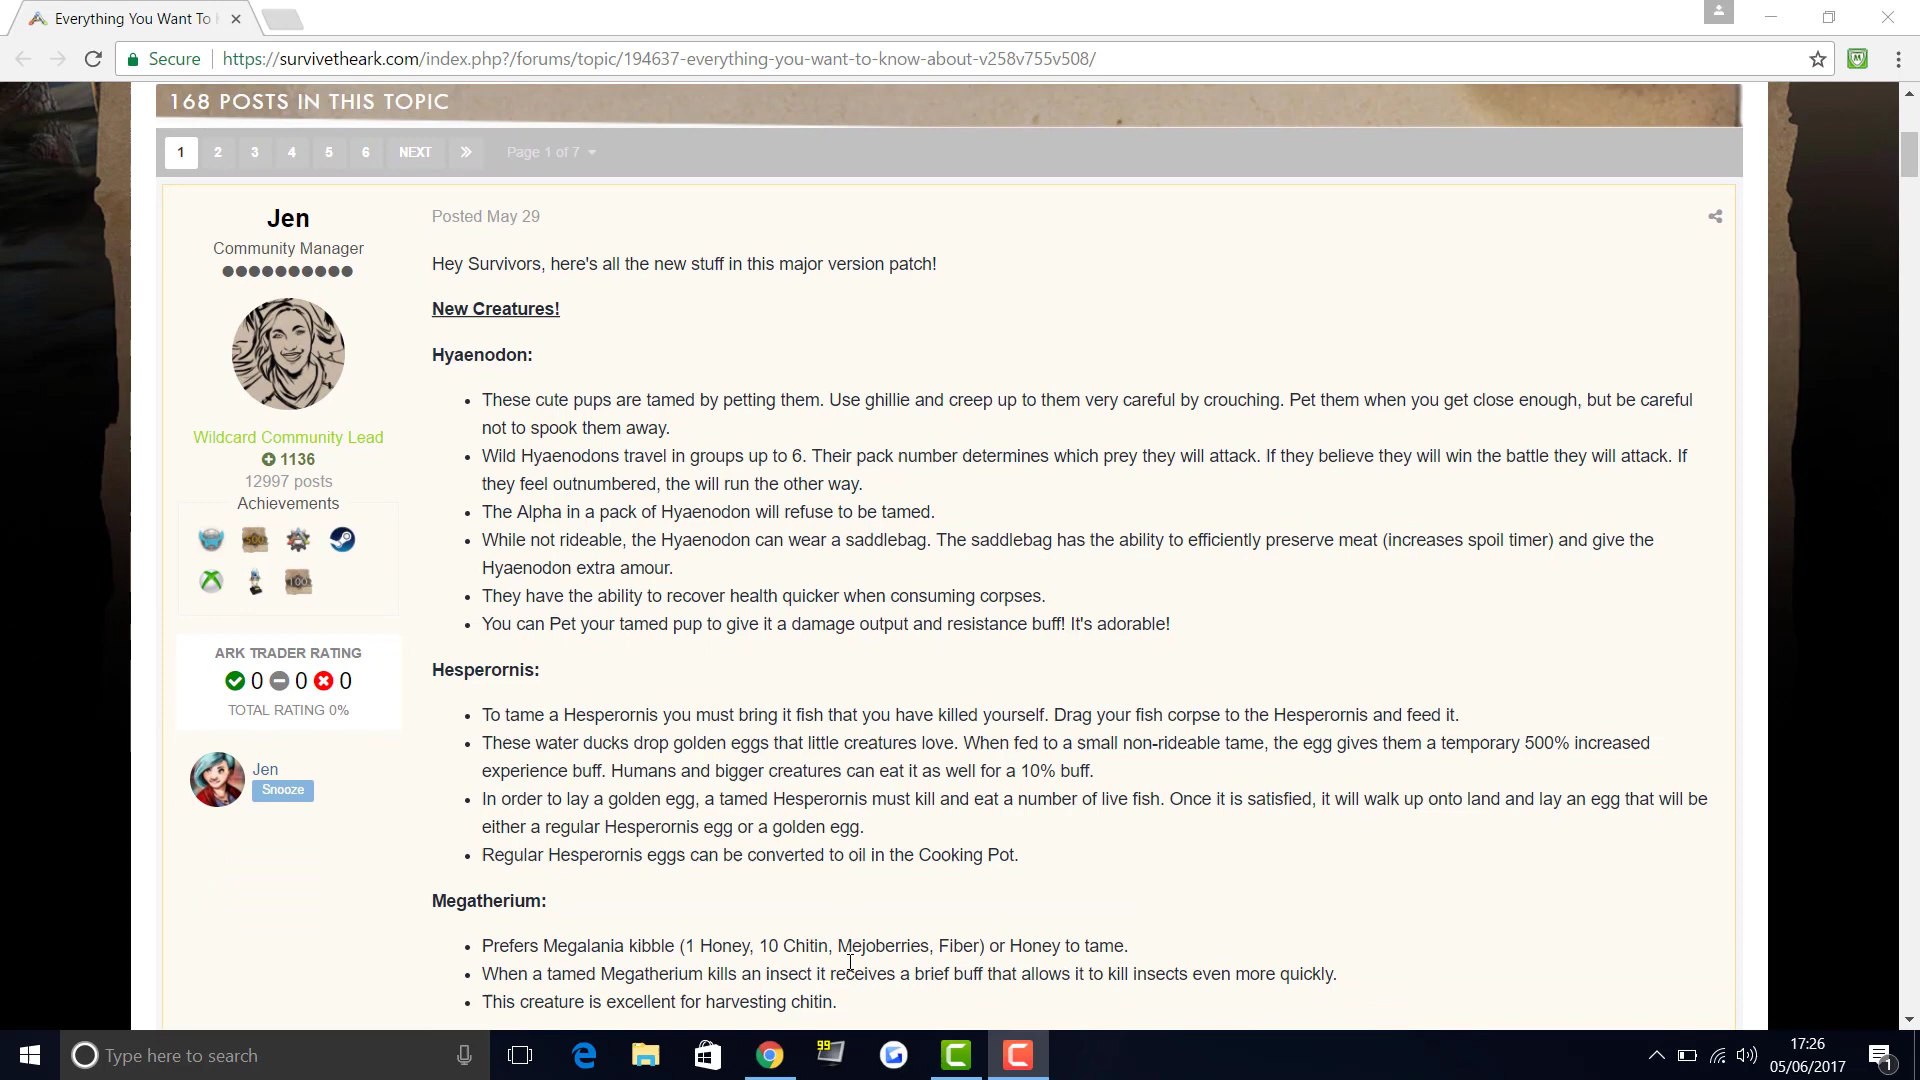 Everything You Want To
Secure
https://survivetheark.com/index.php?/forums/topic/194637-everything-you-want-to-know-about-v258v755v508/
168 POSTS IN THIS TOPIC
1 2 3 4 5 6 NEXT Page 1 of 7
Jen
Community Manager
Wildcard Community Lead
1136
12997 posts
Achievements
500
100
ARK TRADER RATING
0 0 0
TOTAL RATING 0%
Jen
Snooze
Posted May 29
Hey Survivors, here's all the new stuff in this major version patch!
New Creatures!
Hyaenodon:
• These cute pups are tamed by petting them. Use ghillie and creep up to them very careful by crouching. Pet them when you get close enough, but be careful
not to spook them away.
• Wild Hyaenodons travel in groups up to 6. Their pack number determines which prey they will attack. If they believe they will win the battle they will attack. If
they feel outnumbered, the will run the other way.
• The Alpha in a pack of Hyaenodon will refuse to be tamed.
• While not rideable, the Hyaenodon can wear a saddlebag. The saddlebag has the ability to efficiently preserve meat (increases spoil timer) and give the
Hyaenodon extra amour.
• They have the ability to recover health quicker when consuming corpses.
• You can Pet your tamed pup to give it a damage output and resistance buff! It's adorable!
Hesperornis:
• To tame a Hesperornis you must bring it fish that you have killed yourself. Drag your fish corpse to the Hesperornis and feed it.
• These water ducks drop golden eggs that little creatures love. When fed to a small non-rideable tame, the egg gives them a temporary 500% increased
experience buff. Humans and bigger creatures can eat it as well for a 10% buff.
• In order to lay a golden egg, a tamed Hesperornis must kill and eat a number of live fish. Once it is satisfied, it will walk up onto land and lay an egg that will be
either a regular Hesperornis egg or a golden egg.
• Regular Hesperornis eggs can be converted to oil in the Cooking Pot.
Megatherium:
• Prefers Megalania kibble (1 Honey, 10 Chitin, Mejoberries, Fiber) or Honey to tame.
• When a tamed Megatherium kills an insect it receives a brief buff that allows it to kill insects even more quickly.
• This creature is excellent for harvesting chitin.
Type here to search
99
17:26
05/06/2017
1